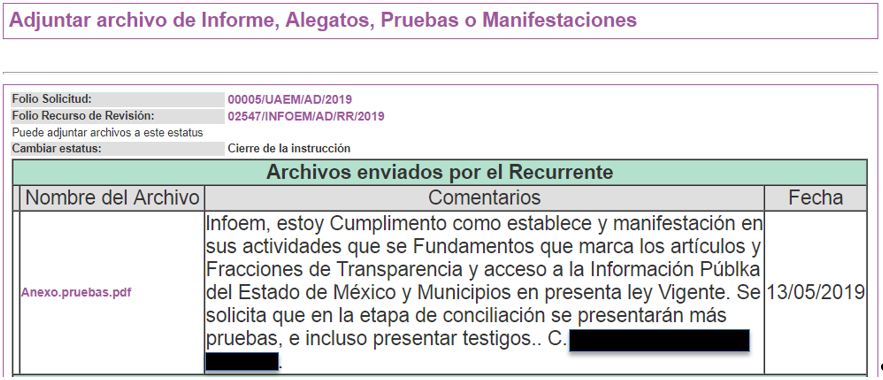 Adjuntar archivo de Informe, Alegatos, Pruebas o Manifestaciones
Folio Solicitud: 00005/UAEM/AD/2019
Folio Recurso de Revisión: 02547/INFOEM/AD/RR/2019
Puede adjuntar archivos a este estatus
Cambiar estatus: Cierre de la instrucción
Archivos enviados por el Recurrente
Nombre del Archivo Comentarios Fecha
Infoem, estoy Cumplimento como establece y manifestación en
sus actividades que se Fundamentos que marca los artículos y
Fracciones de Transparencia y acceso a la Información Públka
Anexo.pruebas.pdf del Estado de México y Municipios en presenta ley Vigente. Se 13/05/2019
solicita que en la etapa de conciliación se presentarán más
pruebas, e incluso presentar testigos.. C.
.